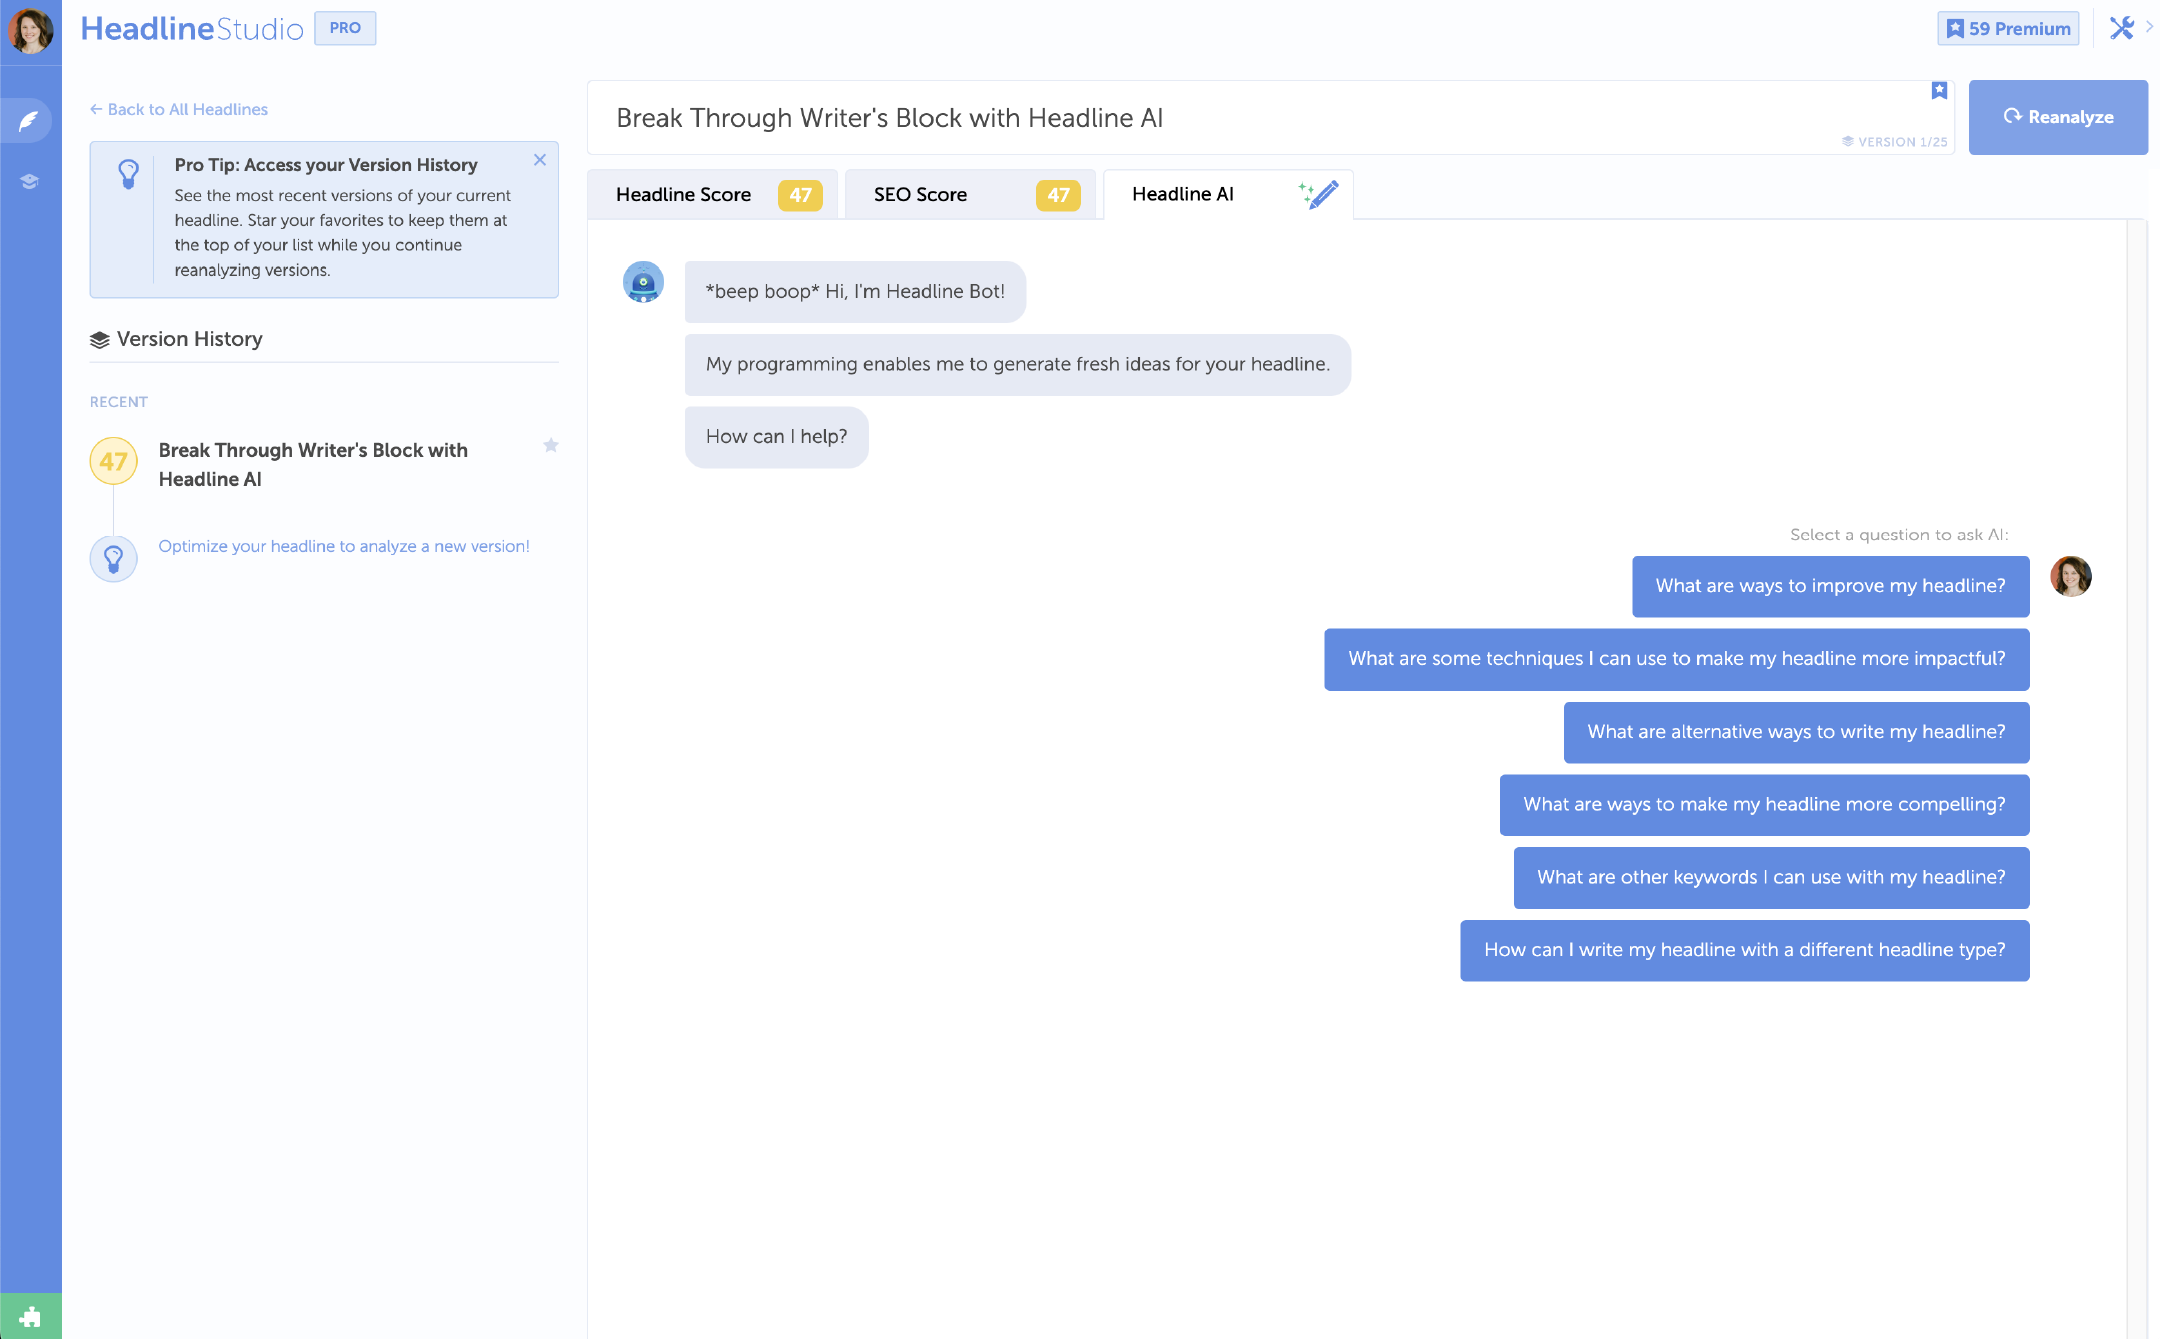 HeadlineStudio PRO
59 Premium
← Back to All Headlines
Pro Tip: Access your Version History
See the most recent versions of your current
headline. Star your favorites to keep them at
the top of your list while you continue
reanalyzing versions.
Version History
RECENT
47
Break Through Writer's Block with
Headline AI
Optimize your headline to analyze a new version!
Break Through Writer's Block with Headline AI
VERSION 1/25
Reanalyze
Headline Score 47
SEO Score 47
Headline AI
*beep boop* Hi, I'm Headline Bot!
My programming enables me to generate fresh ideas for your headline.
How can I help?
Select a question to ask AI:
What are ways to improve my headline?
What are some techniques I can use to make my headline more impactful?
What are alternative ways to write my headline?
What are ways to make my headline more compelling?
What are other keywords I can use with my headline?
How can I write my headline with a different headline type?